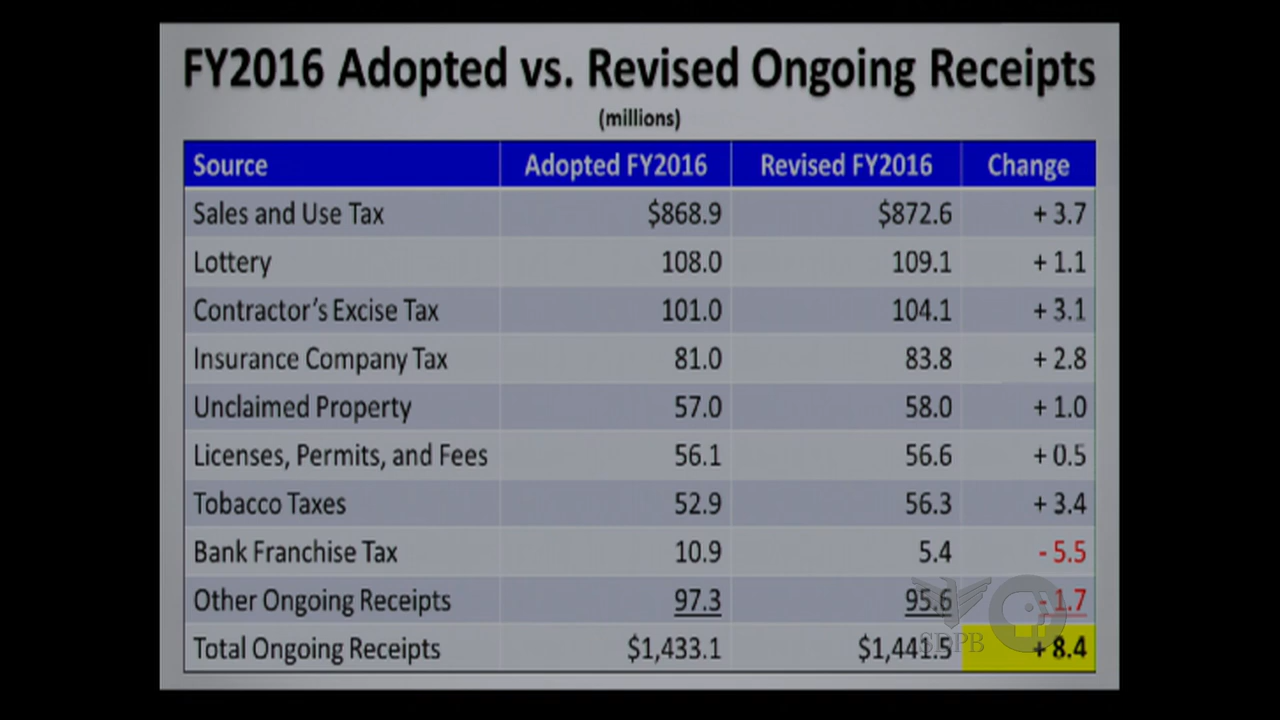 FY2016 Adopted vs. Revised Ongoing Receipts
(millions)
Source Adopted FY2016 Revised FY2016 Change
Sales and Use Tax $868.9 $872.6 + 3.7
Lottery 108.0 109.1 + 1.1
Contractor's Excise Tax 101.0 104.1 + 3.1
Insurance Company Tax 81.0 83.8 + 2.8
Unclaimed Property 57.0 58.0 + 1.0
Licenses, Permits, and Fees 56.1 56.6 + 0.5
Tobacco Taxes 52.9 56.3 + 3.4
Bank Franchise Tax 10.9 5.4 - 5.5
Other Ongoing Receipts 97.3 95.6 - 1.7
Total Ongoing Receipts $1,433.1 $1,441.5 + 8.4
SDPB